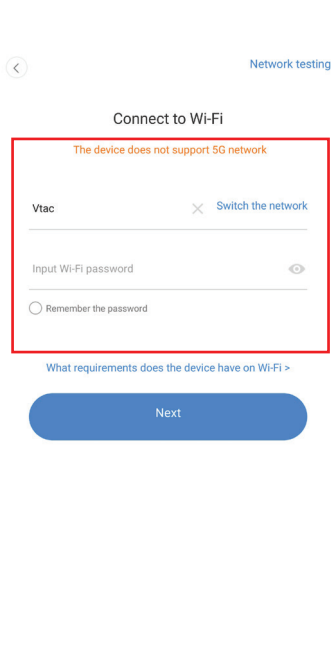 Network testing
Connect to Wi-Fi
The device does not support 5G network
Vtac
Switch the network
Input Wi-Fi password
Remember the password
What requirements does the device have on Wi-Fi >
Next